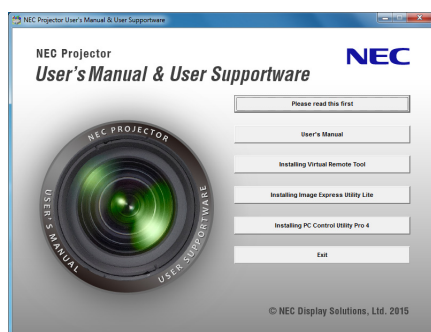 NEC Projector User's Manual & User Supportware
NEC Projector
NEC
User's Manual & User Supportware
Please read this first
User's Manual
Installing Virtual Remote Tool
Installing Image Express Utility Lite
Installing PC Control Utility Pro 4
Exit
NEC PROJECTOR
USER'S MANUAL
USER SUPPORTWARE
© NEC Display Solutions, Ltd. 2015